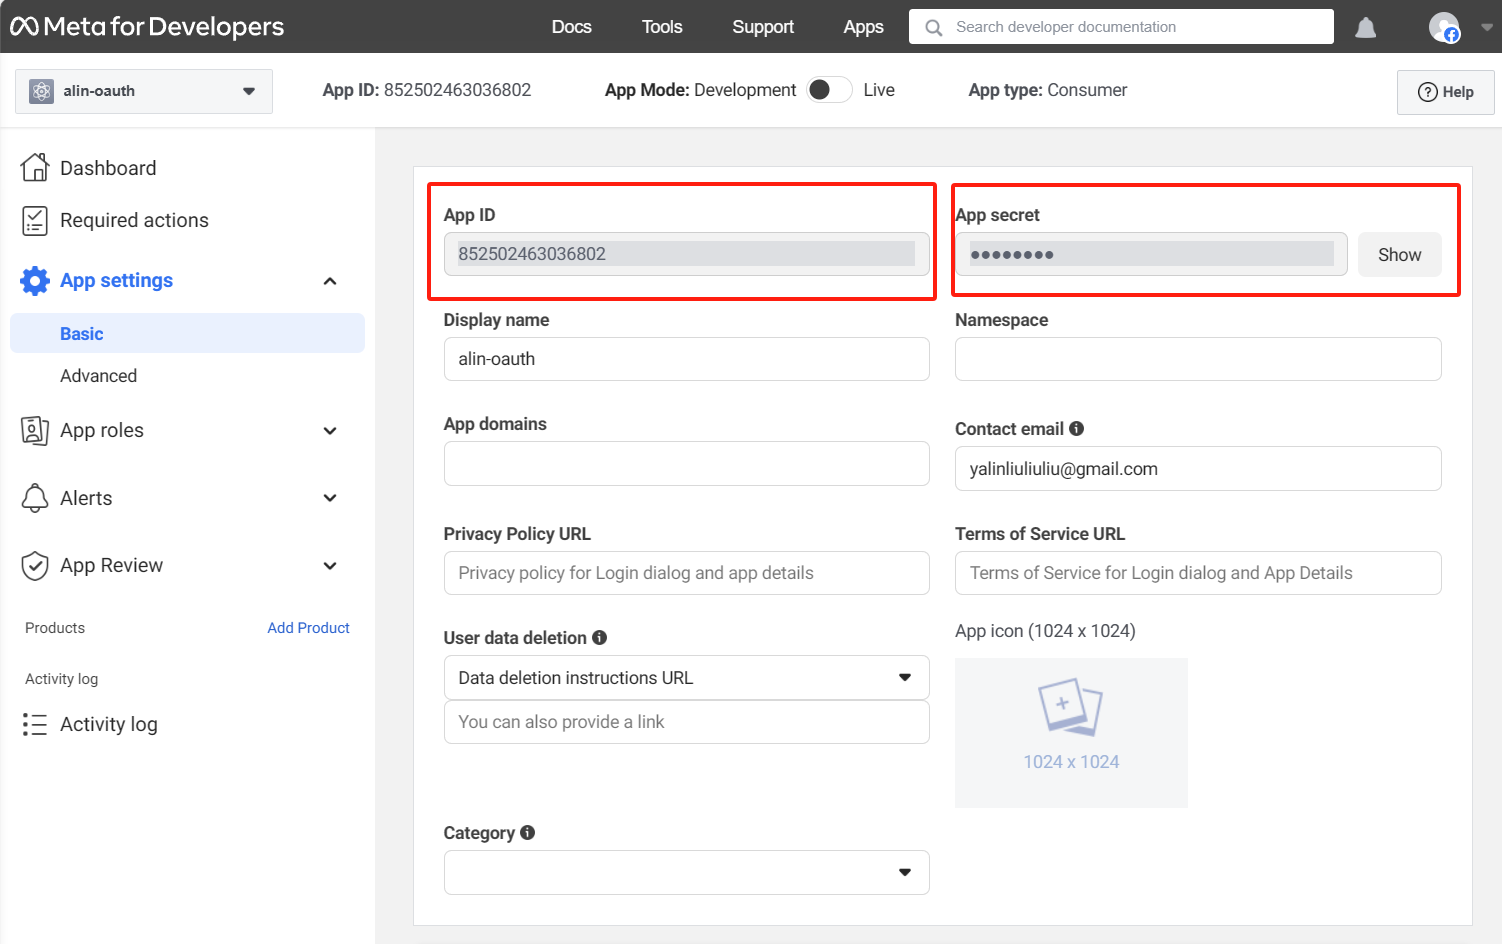 Meta for Developers
Docs Tools Support Apps Search developer documentation
alin-oauth App ID: 852502463036802 App Mode: Development Live App type: Consumer Help
Dashboard
Required actions
App settings
Basic
Advanced
App roles
Alerts
App Review
Products Add Product
Activity log
Activity log
App ID
852502463036802
App secret
●●●●●●●● Show
Display name
alin-oauth
Namespace
App domains
Contact email
yalinliuliuliu@gmail.com
Privacy Policy URL
Privacy policy for Login dialog and app details
Terms of Service URL
Terms of Service for Login dialog and App Details
User data deletion
Data deletion instructions URL
You can also provide a link
App icon (1024 x 1024)
1024 x 1024
Category